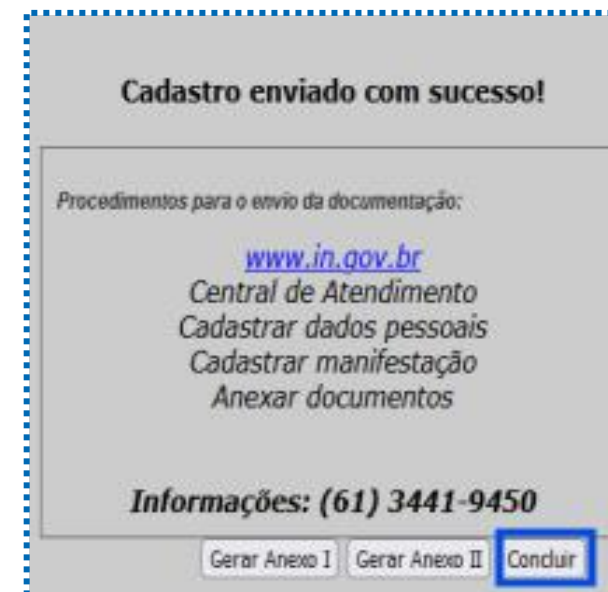 Cadastro enviado com sucesso!
Procedimentos para o envio da documentação:
www.in.gov.br
Central de Atendimento
Cadastrar dados pessoais
Cadastrar manifestação
Anexar documentos
Informações: (61) 3441-9450
Gerar Anexo I Gerar Anexo II Concluir